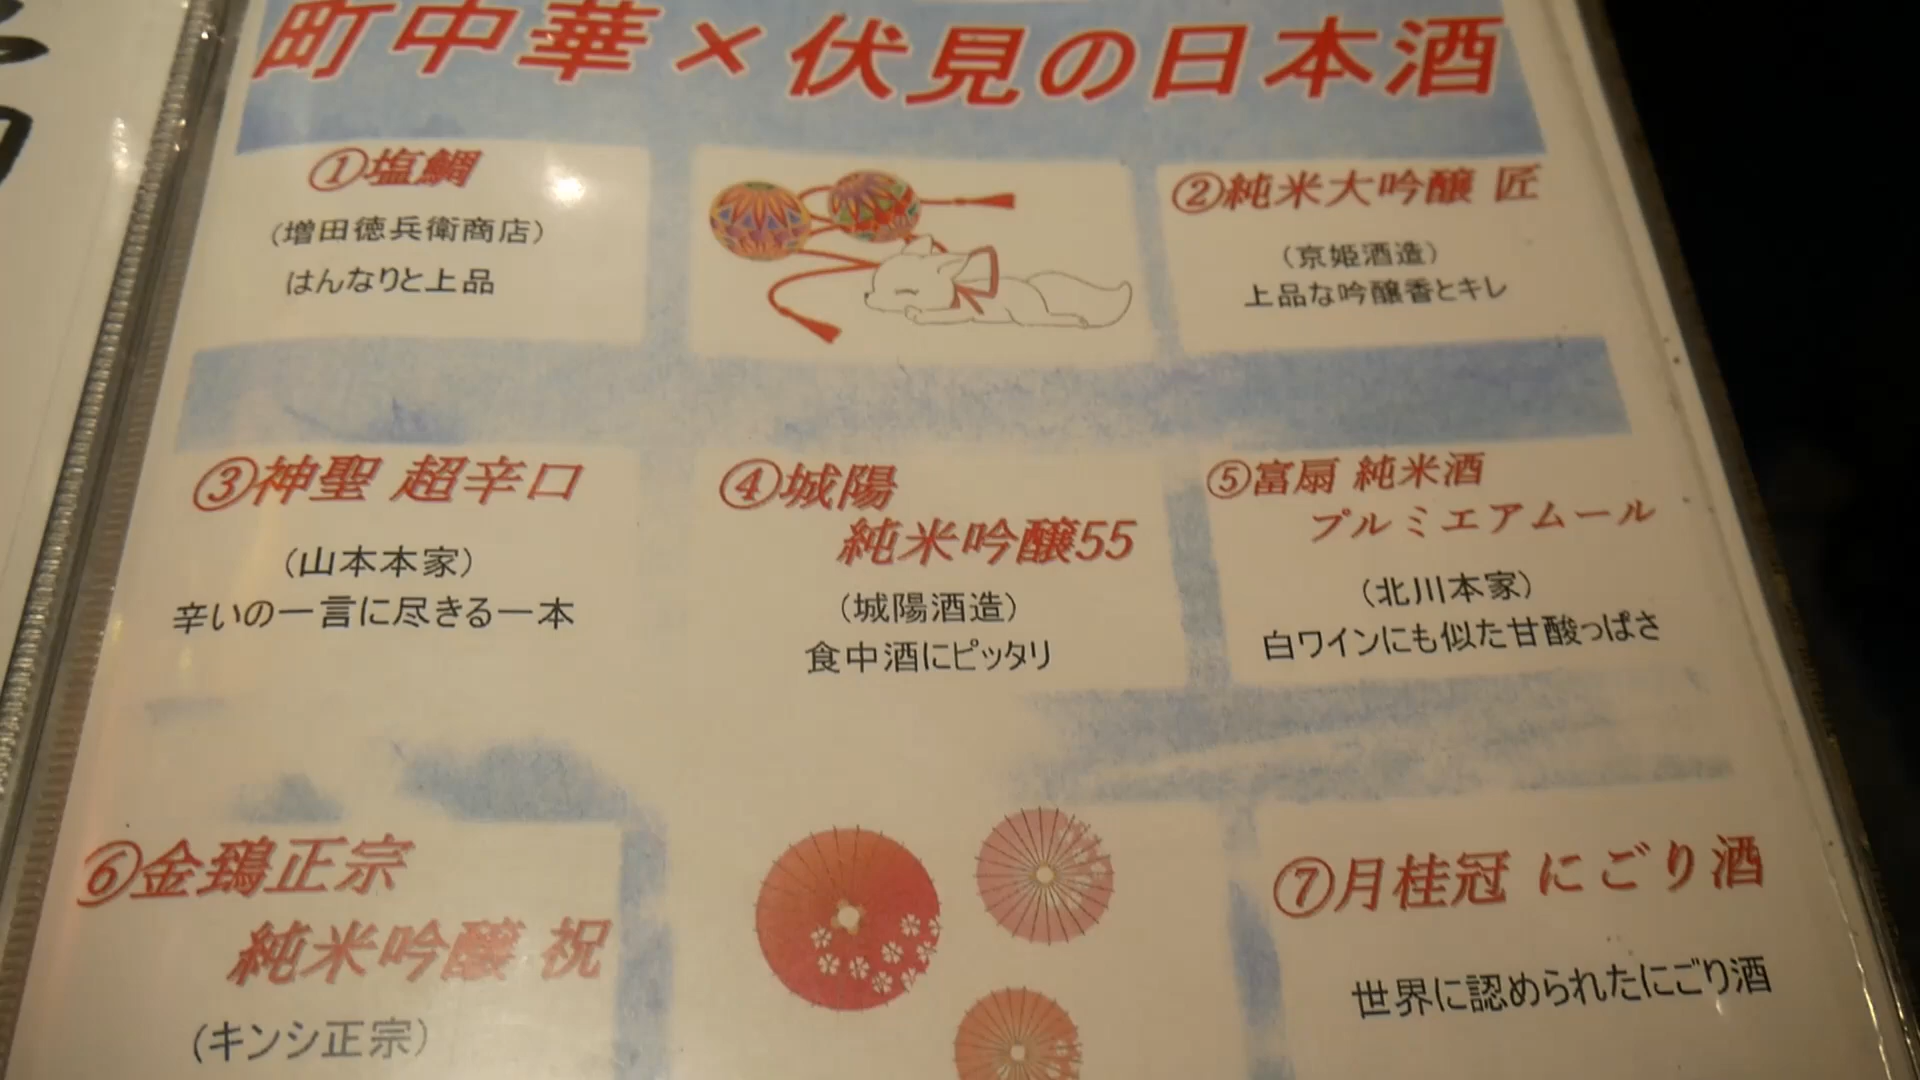 町中華×伏見の日本酒
①塩鯛
(増田徳兵衛商店)
はんなりと上品
②純米大吟醸 匠
(京姫酒造)
上品な吟醸香とキレ
③神聖 超辛口
(山本本家)
辛いの一言に尽きる一本
④城陽
純米吟醸55
(城陽酒造)
食中酒にピッタリ
⑤富扇 純米酒
プルミエアムール
(北川本家)
白ワインにも似た甘酸っぱさ
⑥金鵄正宗
純米吟醸 祝
(キンシ正宗)
⑦月桂冠 にごり酒
世界に認められたにごり酒